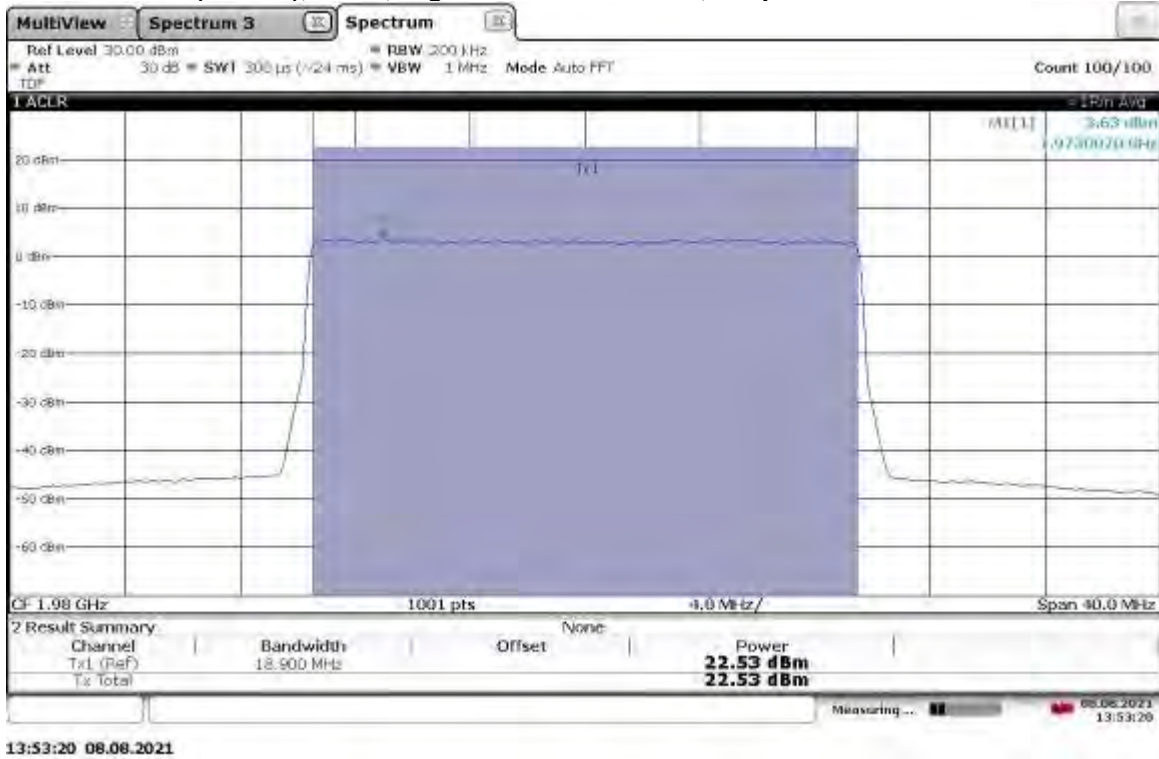 MultiView Spectrum 3 Spectrum
Ref Level 30.00 dBm RBW 200 kHz
Att 30 dB SWT 300 µs (~24 ms) VBW 1 MHz Mode Auto FFT Count 100/100
TDF
1 ACLR 1Rm Avg
M1[1] 3.63 dBm
1.9730070 GHz
Tx1
20 dBm
10 dBm
0 dBm
-10 dBm
-20 dBm
-30 dBm
-40 dBm
-50 dBm
-60 dBm
CF 1.98 GHz 1001 pts 4.0 MHz/ Span 40.0 MHz
2 Result Summary None
Channel Bandwidth Offset Power
Tx1 (Ref) 18.900 MHz 22.53 dBm
Tx Total 22.53 dBm
Measuring... 08.08.2021
13:53:20
13:53:20 08.08.2021